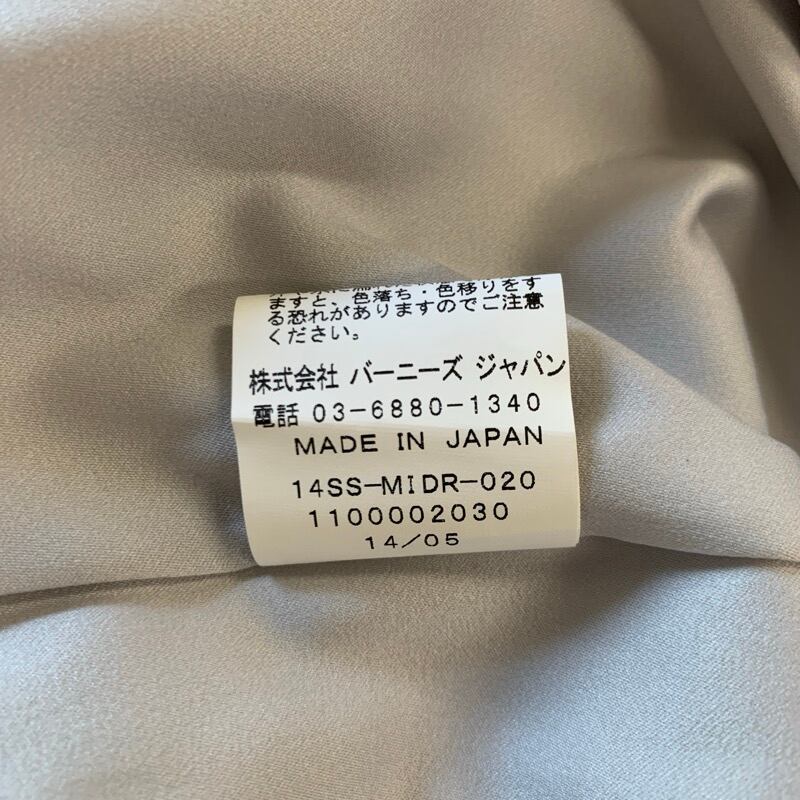 ますと、色落ち・色移りをす
る恐れがありますのでご注意
ください。
株式会社 バーニーズ ジャパン
電話 03-6880-1340
MADE IN JAPAN
14SS-MIDR-020
1100002030
14/05